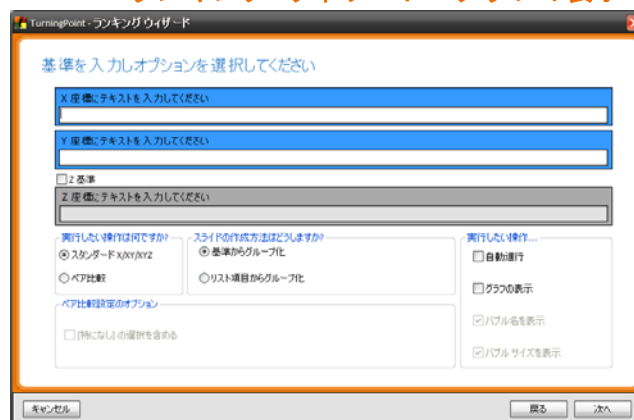 TurningPoint - ランキング ウィザード
基準を入力しオプションを選択してください
X 座標にテキストを入力してください
Y 座標にテキストを入力してください
Z 基準
Z 座標にテキストを入力してください
実行したい操作は何ですか?
スタンダード X/XY/XYZ
ペア比較
スライドの作成方法はどうしますか?
基準からグループ化
リスト項目からグループ化
ペア比較設定のオプション
[特になし] の選択を含める
実行したい操作...
自動進行
グラフの表示
バブル名を表示
バブル サイズを表示
キャンセル
戻る
次へ